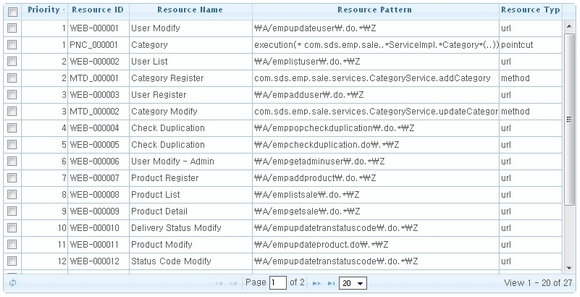 Priority Resource ID Resource Name Resource Pattern Resource Typ
1 WEB-000001 User Modify ₩A/empupdateuser₩.do.*₩Z url
1 PNC_000001 Category execution(* com.sds.emp.sale..*ServiceImpl.*Category*(..)) pointcut
2 WEB-000002 User List ₩A/emplistuser₩.do.*₩Z url
2 MTD_000001 Category Register com.sds.emp.sale.services.CategoryService.addCategory method
3 WEB-000003 User Register ₩A/empadduser₩.do.*₩Z url
3 MTD_000002 Category Modify com.sds.emp.sale.services.CategoryService.updateCategor method
4 WEB-000004 Check Duplication ₩A/emppopcheckduplication₩.do.*₩Z url
5 WEB-000005 Check Duplication ₩A/empcheckduplication.do₩.*₩Z url
6 WEB-000006 User Modify - Admin ₩A/empgetadminuser₩.do.*₩Z url
7 WEB-000007 Product Register ₩A/empaddproduct₩.do.*₩Z url
8 WEB-000008 Product List ₩A/emplistsale₩.do.*₩Z url
9 WEB-000009 Product Detail ₩A/empgetsale₩.do.*₩Z url
10 WEB-000010 Delivery Status Modify ₩A/empupdatetranstatuscode₩.do.*₩Z url
11 WEB-000011 Product Modify ₩A/empupdateproduct.do₩.*₩Z url
12 WEB-000012 Status Code Modify ₩A/empupdatetranstatuscode₩.do.*₩Z url
Page 1 of 2 20 View 1 - 20 of 27